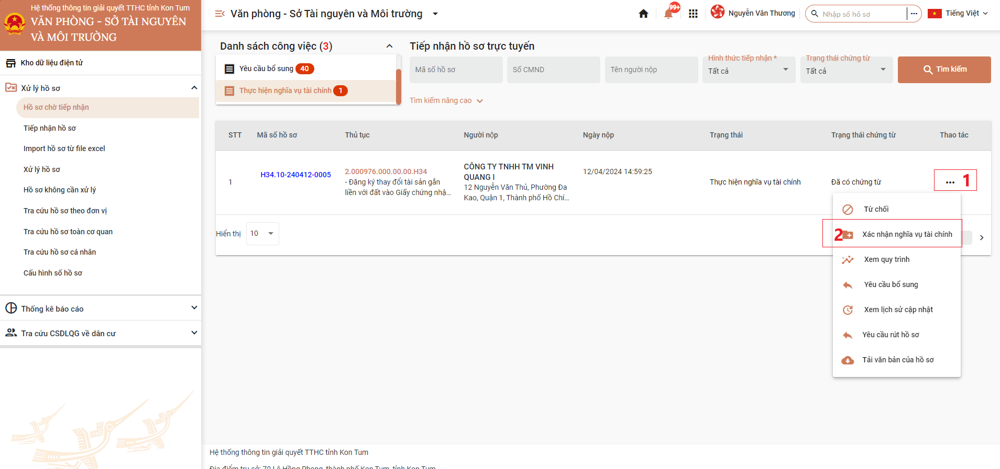 Hệ thống thông tin giải quyết TTHC tỉnh Kon Tum
VĂN PHÒNG - SỞ TÀI NGUYÊN
VÀ MÔI TRƯỜNG
Kho dữ liệu điện tử
Xử lý hồ sơ
Hồ sơ chờ tiếp nhận
Tiếp nhận hồ sơ
Import hồ sơ từ file excel
Xử lý hồ sơ
Hồ sơ không cần xử lý
Tra cứu hồ sơ theo đơn vị
Tra cứu hồ sơ toàn cơ quan
Tra cứu hồ sơ cá nhân
Cấu hình số hồ sơ
Thống kê báo cáo
Tra cứu CSDLQG về dân cư
Văn phòng - Sở Tài nguyên và Môi trường
99+
Nguyễn Vân Thương
Nhập số hồ sơ
Tiếng Việt
Danh sách công việc (3)
Yêu cầu bổ sung 40
Thực hiện nghĩa vụ tài chính 1
Tiếp nhận hồ sơ trực tuyến
Mã số hồ sơ
Số CMND
Tên người nộp
Hình thức tiếp nhận *
Tất cả
Trạng thái chứng từ
Tất cả
Tìm kiếm
Tìm kiếm nâng cao
STT Mã số hồ sơ Thủ tục Người nộp Ngày nộp Trạng thái Trạng thái chứng từ Thao tác
1
H34.10-240412-0005
2.000976.000.00.00.H34
- Đăng ký thay đổi tài sản gắn
liền với đất vào Giấy chứng nhậ...
CÔNG TY TNHH TM VINH
QUANG I
12 Nguyễn Văn Thủ, Phường Đa
Kao, Quận 1, Thành phố Hồ Chí...
12/04/2024 14:59:25
Thực hiện nghĩa vụ tài chính
Đã có chứng từ
1
Hiển thị 10
Từ chối
2 Xác nhận nghĩa vụ tài chính
Xem quy trình
Yêu cầu bổ sung
Xem lịch sử cập nhật
Yêu cầu rút hồ sơ
Tải văn bản của hồ sơ
Hệ thống thông tin giải quyết TTHC tỉnh Kon Tum
Địa điểm trụ sở: 70 Lê Hồng Phong, thành phố Kon Tum, tỉnh Kon Tum